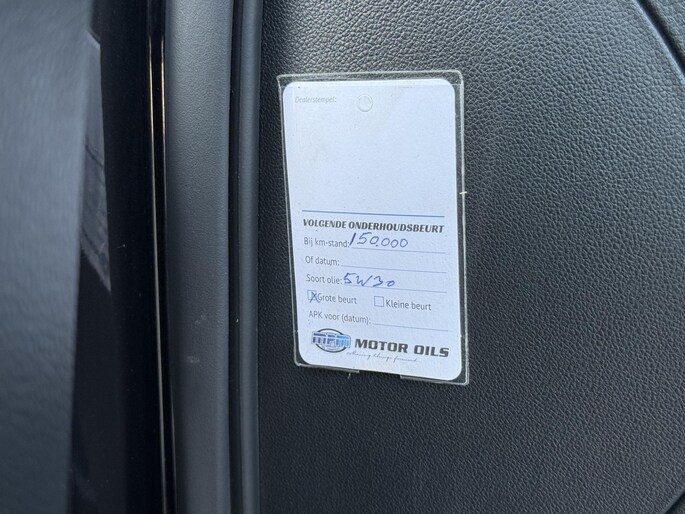 Dealerstempel:
VOLGENDE ONDERHOUDSBEURT
Bij km-stand: 150.000
Of datum:
Soort olie: 5W30
Grote beurt Kleine beurt
APK voor (datum):
MPM MOTOR OILS